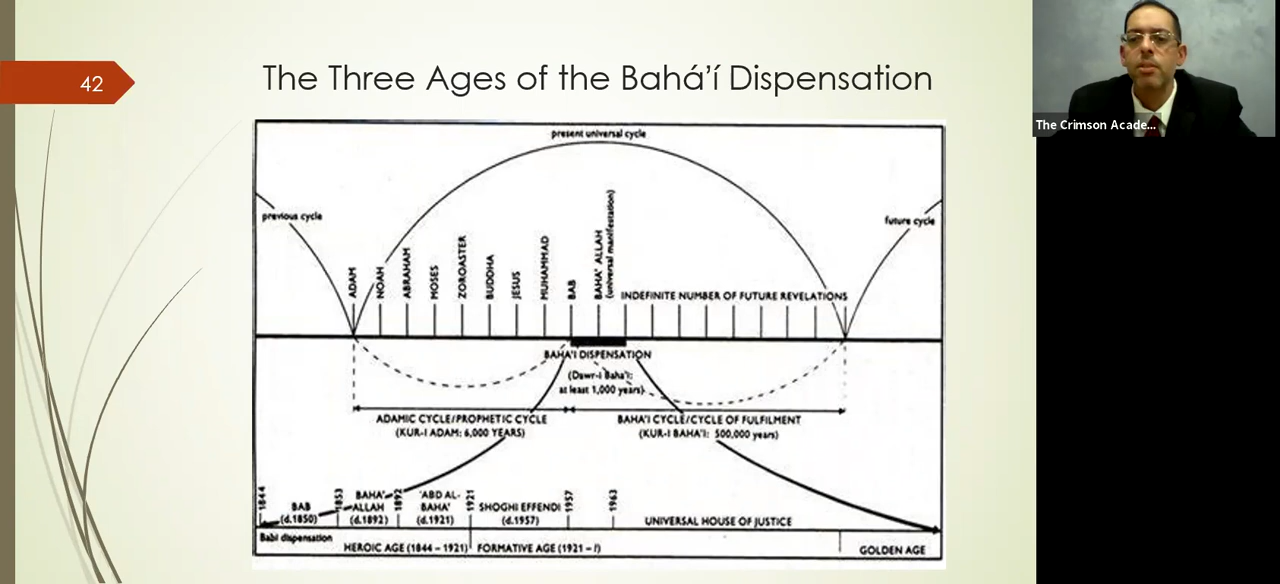 42
The Three Ages of the Bahá’í Dispensation
The Crimson Acade...
present universal cycle
previous cycle
future cycle
ADAM
NOAH
ABRAHAM
MOSES
ZOROASTER
BUDDHA
JESUS
MUHAMMAD
BAB
BAHA' ALLAH
(universal manifestation)
INDEFINITE NUMBER OF FUTURE REVELATIONS
BAHA'I DISPENSATION
(Dawr-i Baha'i:
at least 1,000 years)
ADAMIC CYCLE/PROPHETIC CYCLE
(KUR-I ADAM: 6,000 YEARS)
BAHA'I CYCLE/CYCLE OF FULFILMENT
(KUR-I BAHA'I: 500,000 years)
1844
BAB
(d.1850)
1853
BAHA'-
ALLAH
(d.1892)
1892
'ABD AL-
BAHA'
(d.1921)
1921
SHOGHI EFFENDI
(d.1957)
1957
1963
UNIVERSAL HOUSE OF JUSTICE
Babi dispensation
HEROIC AGE (1844 – 1921)
FORMATIVE AGE (1921 – ?)
GOLDEN AGE